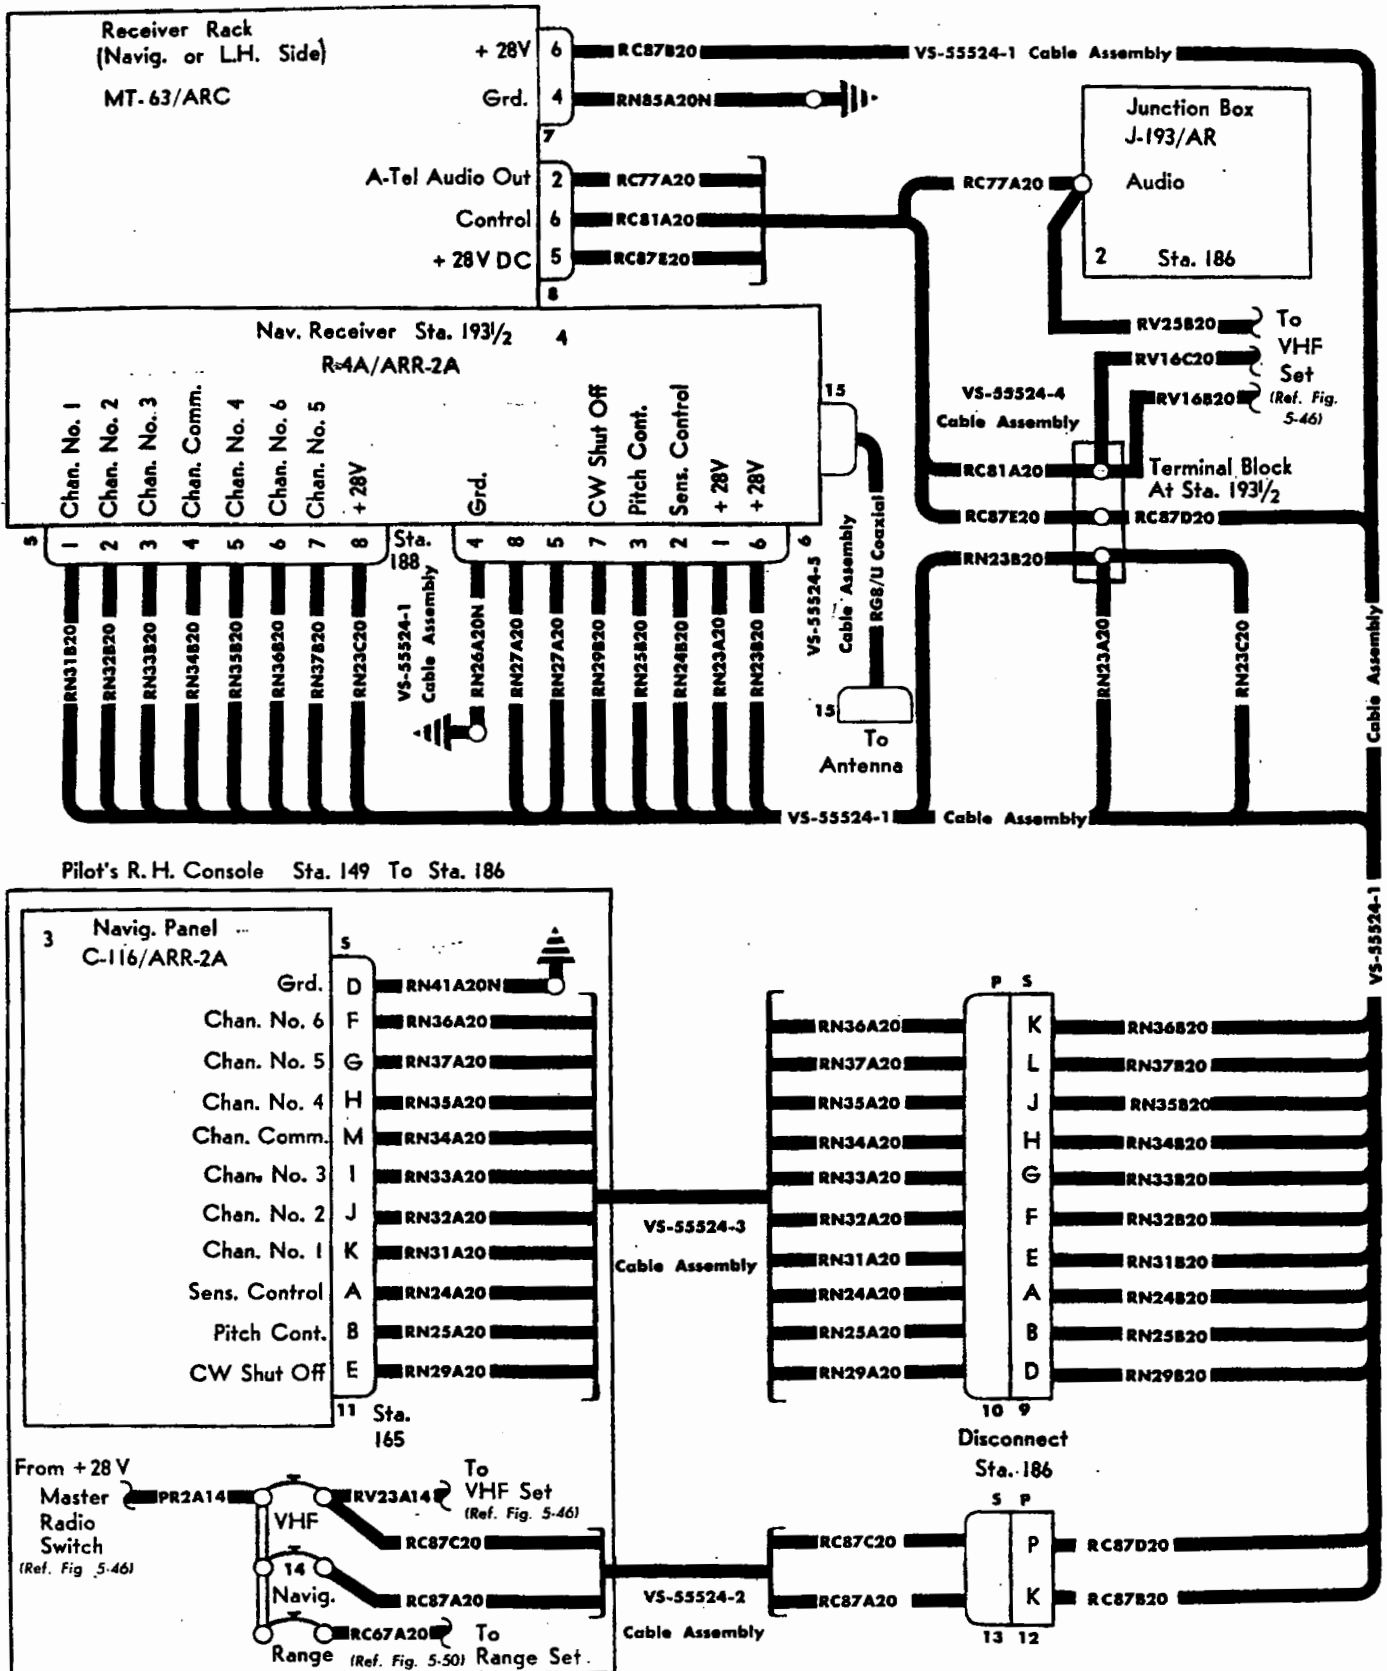 Receiver Rack
(Navig. or L.H. Side)
MT-63/ARC
+ 28V 6 RC87B20 VS-55524-1 Cable Assembly
Grd. 4 RN85A20N
7
A-Tel Audio Out 2 RC77A20
Control 6 RC81A20
+ 28V DC 5 RC87E20
8
RC77A20
Junction Box
J-193/AR
Audio
2 Sta. 186
RV25B20
RV16C20
RV16B20
To
VHF
Set
(Ref. Fig.
5-46)
Nav. Receiver Sta. 193½ 4
R-4A/ARR-2A
Chan. No. 1
Chan. No. 2
Chan. No. 3
Chan. Comm.
Chan. No. 4
Chan. No. 6
Chan. No. 5
+ 28V
Grd.
CW Shut Off
Pitch Cont.
Sens. Control
+ 28V
+ 28V
15
VS-55524-4
Cable Assembly
RC81A20
Terminal Block
At Sta. 193½
RC87E20 RC87D20
RN23B20
5 1 2 3 4 5 6 7 8
Sta.
188
4 8 5 7 3 2 1 6 6
RN31B20
RN32B20
RN33B20
RN34B20
RN35B20
RN36B20
RN37B20
RN23C20
VS-55524-1
Cable Assembly
RN26A20N
RN27A20
RN27A20
RN29B20
RN25B20
RN24B20
RN23A20
RN23B20
VS-55524-5
Cable Assembly
RG8/U Coaxial
15
To
Antenna
RN23A20
RN23C20
VS-55524-1 Cable Assembly
VS-55524-1 Cable Assembly
Pilot's R. H. Console Sta. 149 To Sta. 186
3 Navig. Panel
C-116/ARR-2A
S
Grd. D RN41A20N
Chan. No. 6 F RN36A20
Chan. No. 5 G RN37A20
Chan. No. 4 H RN35A20
Chan. Comm. M RN34A20
Chan. No. 3 I RN33A20
Chan. No. 2 J RN32A20
Chan. No. 1 K RN31A20
Sens. Control A RN24A20
Pitch Cont. B RN25A20
CW Shut Off E RN29A20
11 Sta.
165
VS-55524-3
Cable Assembly
P S
RN36A20 K RN36B20
RN37A20 L RN37B20
RN35A20 J RN35B20
RN34A20 H RN34B20
RN33A20 G RN33B20
RN32A20 F RN32B20
RN31A20 E RN31B20
RN24A20 A RN24B20
RN25A20 B RN25B20
RN29A20 D RN29B20
10 9
Disconnect
Sta. 186
From + 28 V
Master
Radio
Switch
(Ref. Fig 5-46)
PR2A14
VHF
RV23A14
To
VHF Set
(Ref. Fig. 5-46)
RC87C20
14
Navig.
RC87A20
Range
RC67A20
(Ref. Fig. 5-50)
To
Range Set.
VS-55524-2
Cable Assembly
S P
RC87C20 P RC87D20
RC87A20 K RC87B20
13 12